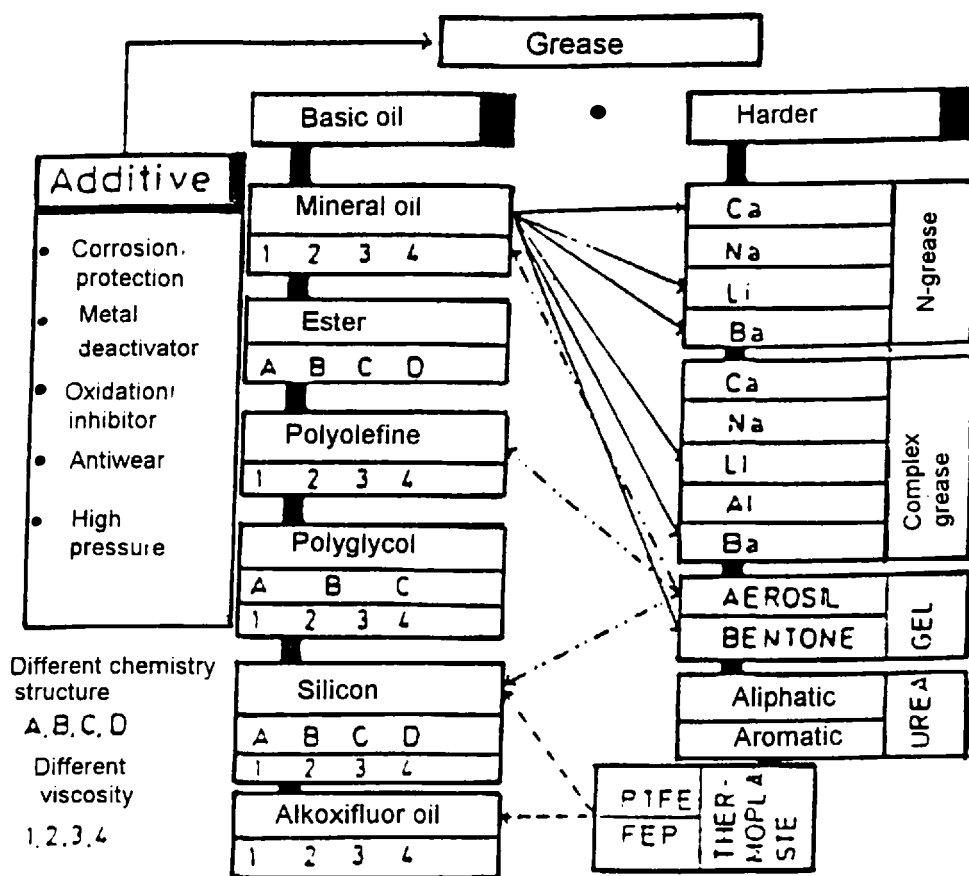 Grease
Basic oil
Harder
Additive
Corrosion
protection
Metal
deactivator
Oxidation
inhibitor
Antiwear
High
pressure
Different chemistry
structure
A, B, C, D
Different
viscosity
1, 2, 3, 4
Mineral oil
1 2 3 4
Ester
A B C D
Polyolefine
1 2 3 4
Polyglycol
A B C
1 2 3 4
Silicon
A B C D
1 2 3 4
Alkoxifluor oil
1 2 3 4
Ca
Na
Li
Ba
N-grease
Ca
Na
LI
Al
Ba
Complex
grease
AEROSIL
BENTONE
GEL
Aliphatic
Aromatic
UREA
PTFE
FEP
THER-
MOPLA
STE